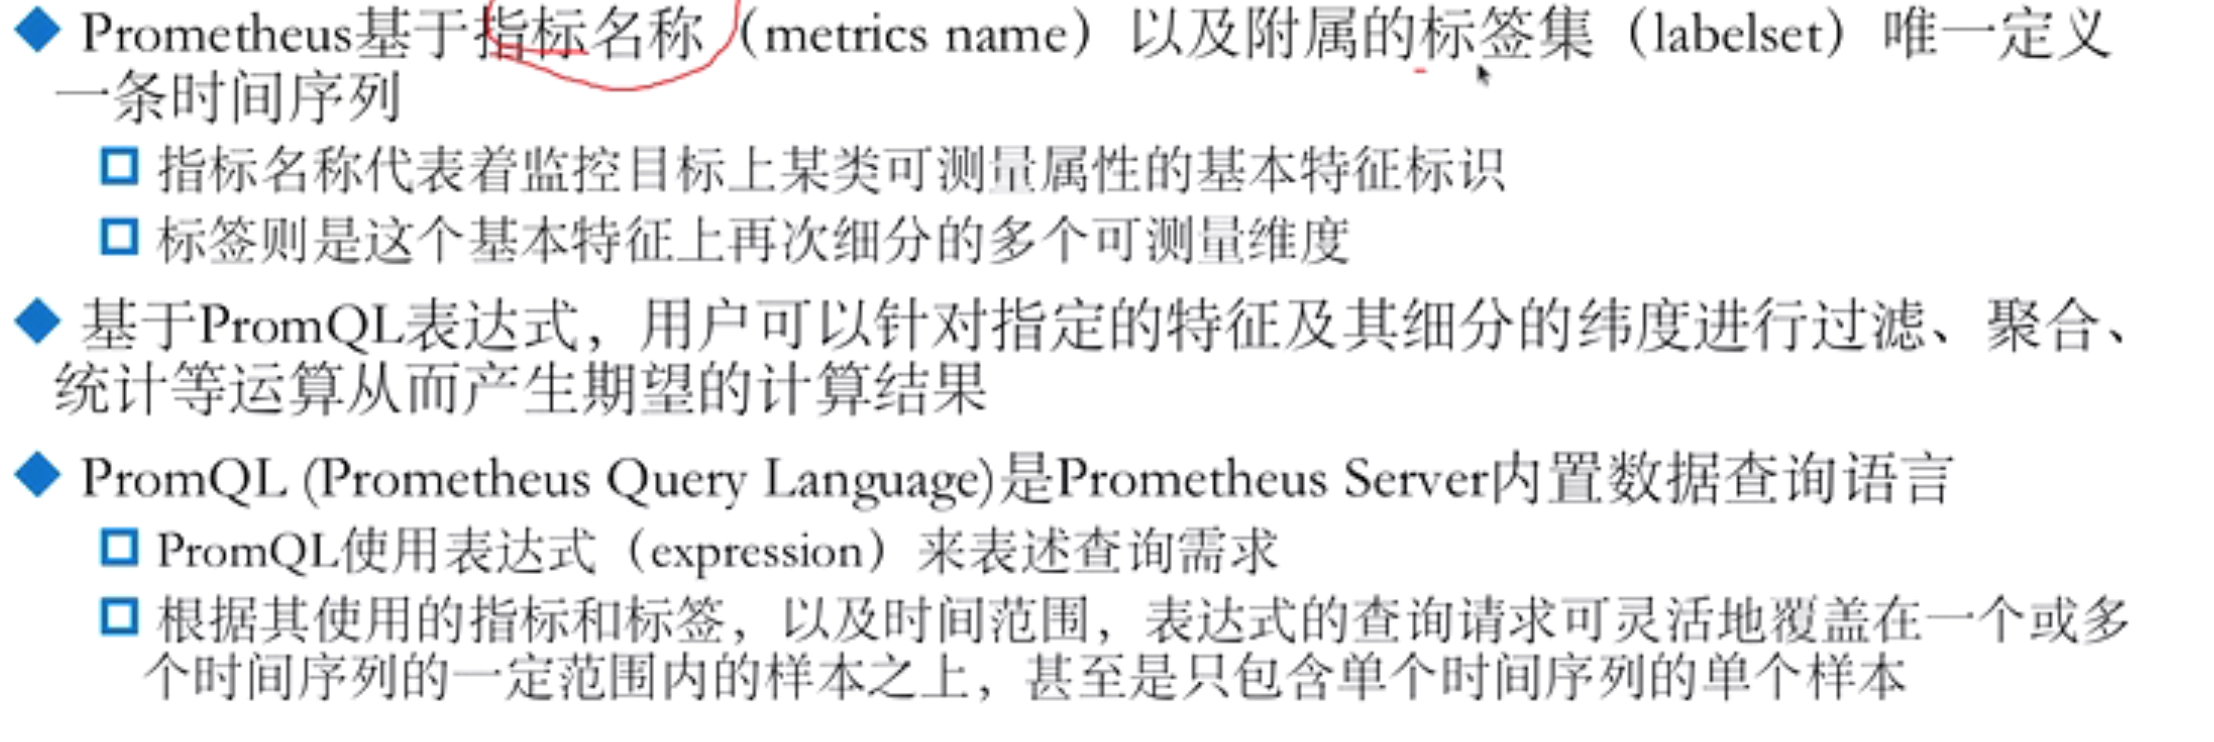 Prometheus基于指标名称（metrics name）以及附属的标签集（labelset）唯一定义
一条时间序列
指标名称代表着监控目标上某类可测量属性的基本特征标识
标签则是这个基本特征上再次细分的多个可测量维度
基于PromQL表达式，用户可以针对指定的特征及其细分的纬度进行过滤、聚合、
统计等运算从而产生期望的计算结果
PromQL (Prometheus Query Language)是Prometheus Server内置数据查询语言
PromQL使用表达式（expression）来表述查询需求
根据其使用的指标和标签，以及时间范围，表达式的查询请求可灵活地覆盖在一个或多
个时间序列的一定范围内的样本之上，甚至是只包含单个时间序列的单个样本